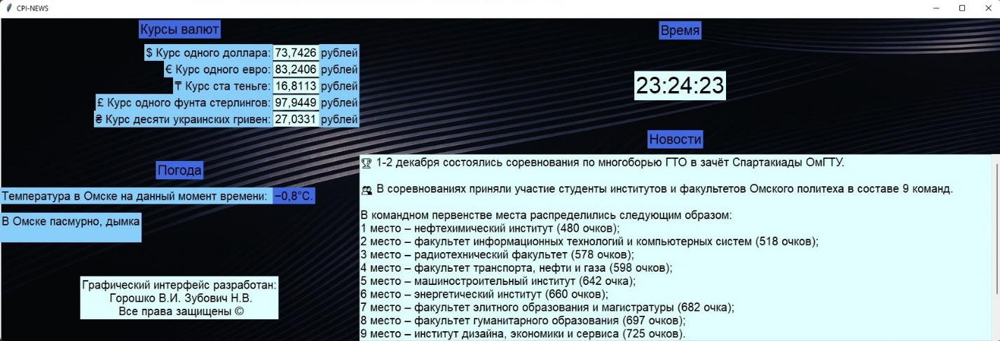 CPI-NEWS
Курсы валют
$ Курс одного доллара: 73,7426 рублей
€ Курс одного евро: 83,2406 рублей
₸ Курс ста теньге: 16,8113 рублей
£ Курс одного фунта стерлингов: 97,9449 рублей
₴ Курс десяти украинских гривен: 27,0331 рублей
Погода
Температура в Омске на данный момент времени: −0,8°C.
В Омске пасмурно, дымка
Графический интерфейс разработан:
Горошко В.И. Зубович Н.В.
Все права защищены ©
Время
23:24:23
Новости
🏆 1-2 декабря состоялись соревнования по многоборью ГТО в зачёт Спартакиады ОмГТУ.
👥 В соревнованиях приняли участие студенты институтов и факультетов Омского политеха в составе 9 команд.
В командном первенстве места распределились следующим образом:
1 место – нефтехимический институт (480 очков);
2 место – факультет информационных технологий и компьютерных систем (518 очков);
3 место – радиотехнический факультет (578 очков);
4 место – факультет транспорта, нефти и газа (598 очков);
5 место – машиностроительный институт (642 очка);
6 место – энергетический институт (660 очков);
7 место – факультет элитного образования и магистратуры (682 очка);
8 место – факультет гуманитарного образования (697 очков);
9 место – институт дизайна, экономики и сервиса (725 очков).